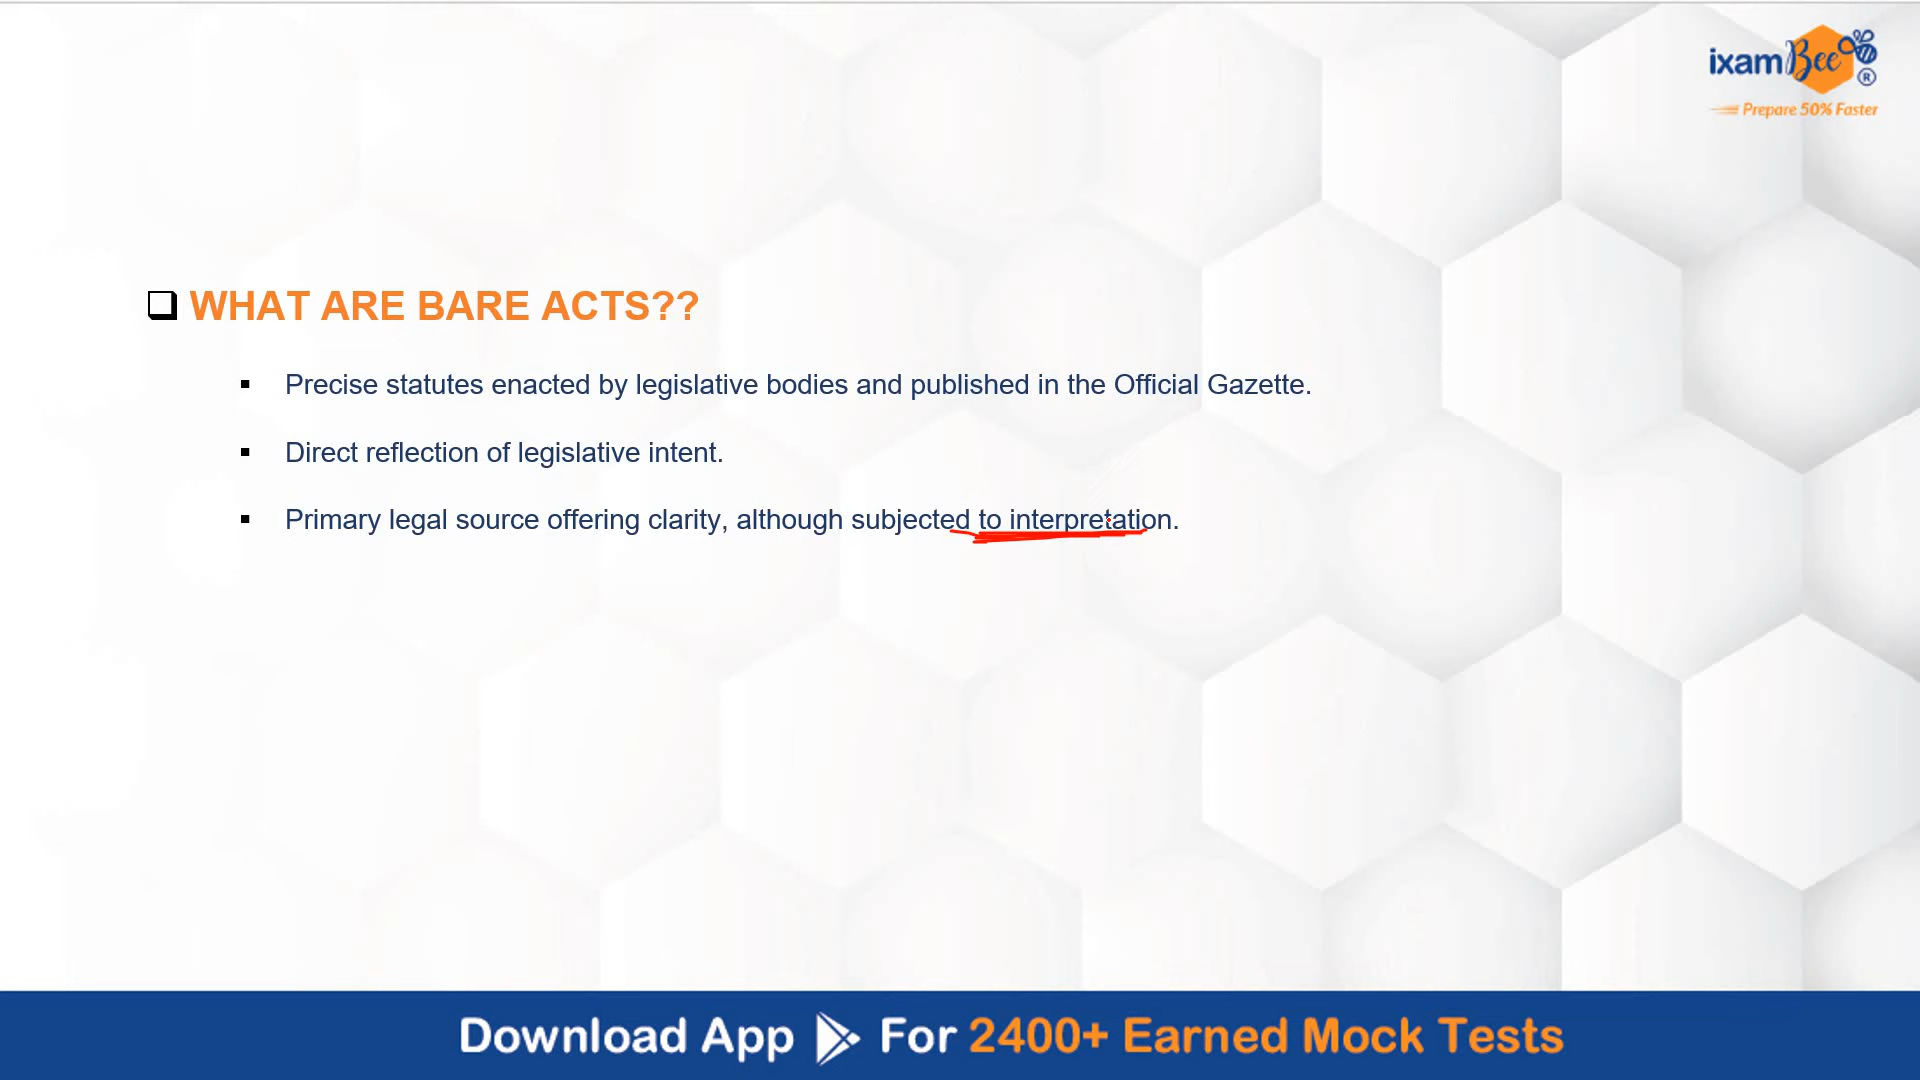 ixamBee®
Prepare 50% Faster
WHAT ARE BARE ACTS??
Precise statutes enacted by legislative bodies and published in the Official Gazette.
Direct reflection of legislative intent.
Primary legal source offering clarity, although subjected to interpretation.
Download App For 2400+ Earned Mock Tests